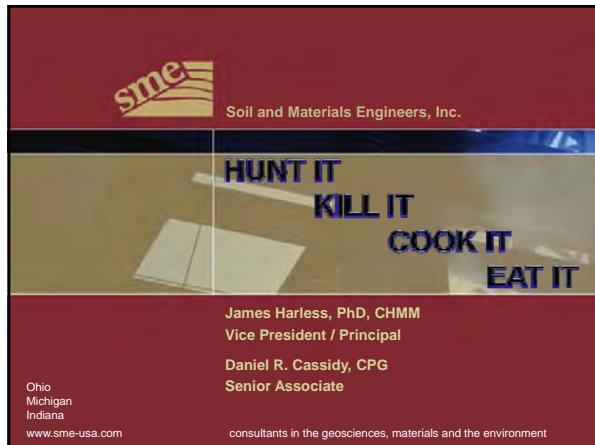 sme
Soil and Materials Engineers, Inc.
HUNT IT
KILL IT
COOK IT
EAT IT
James Harless, PhD, CHMM
Vice President / Principal
Daniel R. Cassidy, CPG
Senior Associate
Ohio
Michigan
Indiana
www.sme-usa.com
consultants in the geosciences, materials and the environment